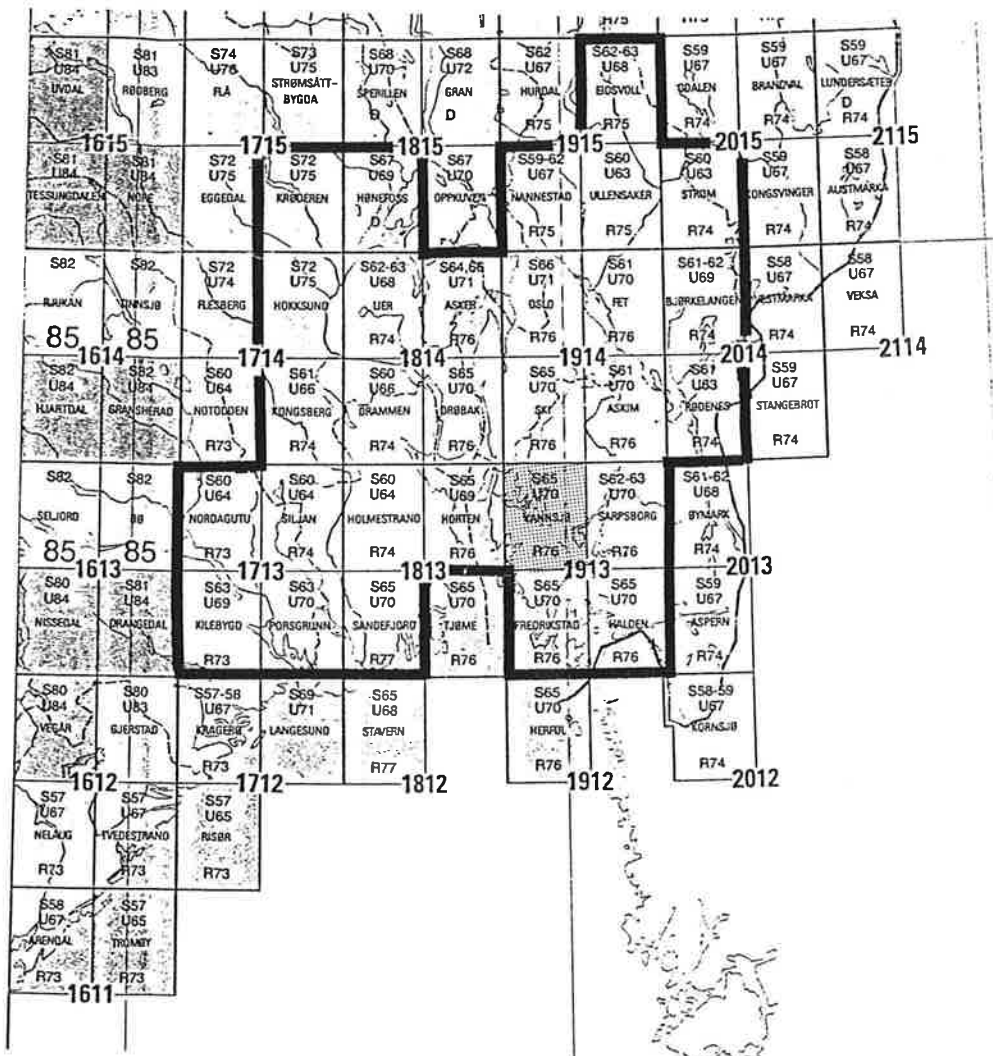 R75
R75
S81 S81 S74 S73 S68 S68 S62 S62-63 S59 S59 S59
U84 U83 U76 U75 U70 U72 U67 U68 U67 U67 U67
UVDAL RØDBERG FLÅ STRØMSÅTT-BYGDA SPERILLEN GRAN HURDAL EIDSVOLL ODALEN BRANDVAL LUNDERSÆTER
D D R75 R75 R74 R74 D R74
1615 1715 1815 1915 2015 2115
S81 S81 S72 S72 S67 S67 S59-62 S60 S60 S59 S58
U84 U84 U75 U75 U69 U70 U67 U63 U63 U67 U67
TESSUNGDALEN NORE EGGEDAL KRØDEREN HØNEFOSS OPPKUVEN NANNESTAD ULLENSAKER STRØM KONGSVINGER AUSTMARKA
D R75 R75 R74 R74 R74
S82 S82 S72 S72 S62-63 S64,66 S66 S61 S61-62 S58 S58
U74 U75 U68 U71 U71 U70 U69 U67 U67
RJUKAN TINNSJØ FLESBERG HOKKSUND LIER ASKER OSLO FET BJØRKELANGEN VESTMARKA VEKSA
85 85 R74 R76 R76 R76 R74 R74 R74
1614 1714 1814 1914 2014 2114
S82 S82 S60 S61 S60 S65 S65 S61 S61 S59
U84 U84 U64 U66 U66 U70 U70 U70 U63 U67
HJARTDAL GRANSHERAD NOTODDEN KONGSBERG DRAMMEN DRØBAK SKI ASKIM RØDENES STANGEBROT
R73 R74 R74 R76 R76 R76 R74 R74
S82 S82 S60 S60 S60 S65 S65 S62-63 S61-62
U64 U64 U64 U69 U70 U70 U68
SELJORD BØ NORDAGUTU SILJAN HOLMESTRAND HORTEN VANNSJØ SARPSBORG BYMARK
85 85 R73 R74 R74 R76 R76 R76 R74
1613 1713 1813 1913 2013
S80 S81 S63 S63 S65 S65 S65 S65 S59
U84 U84 U69 U70 U70 U70 U70 U70 U67
NISSEDAL DRANGEDAL KILEBYGD PORSGRUNN SANDEFJORD TJØME FREDRIKSTAD HALDEN ASPERN
R73 R77 R76 R76 R76 R74
S80 S80 S57-58 S69 S65 S65 S58-59
U84 U83 U67 U71 U68 U70 U67
VEGÅR GJERSTAD KRAGERØ LANGESUND STAVERN HERFØL KORNSJØ
R73 R77 R76 R74
1612 1712 1812 1912 2012
S57 S57 S57
U67 U67 U65
NELAUG TVEDESTRAND RISØR
R73 R73 R73
S58 S57
U67 U65
ARENDAL TROMØY
R73 R73
1611